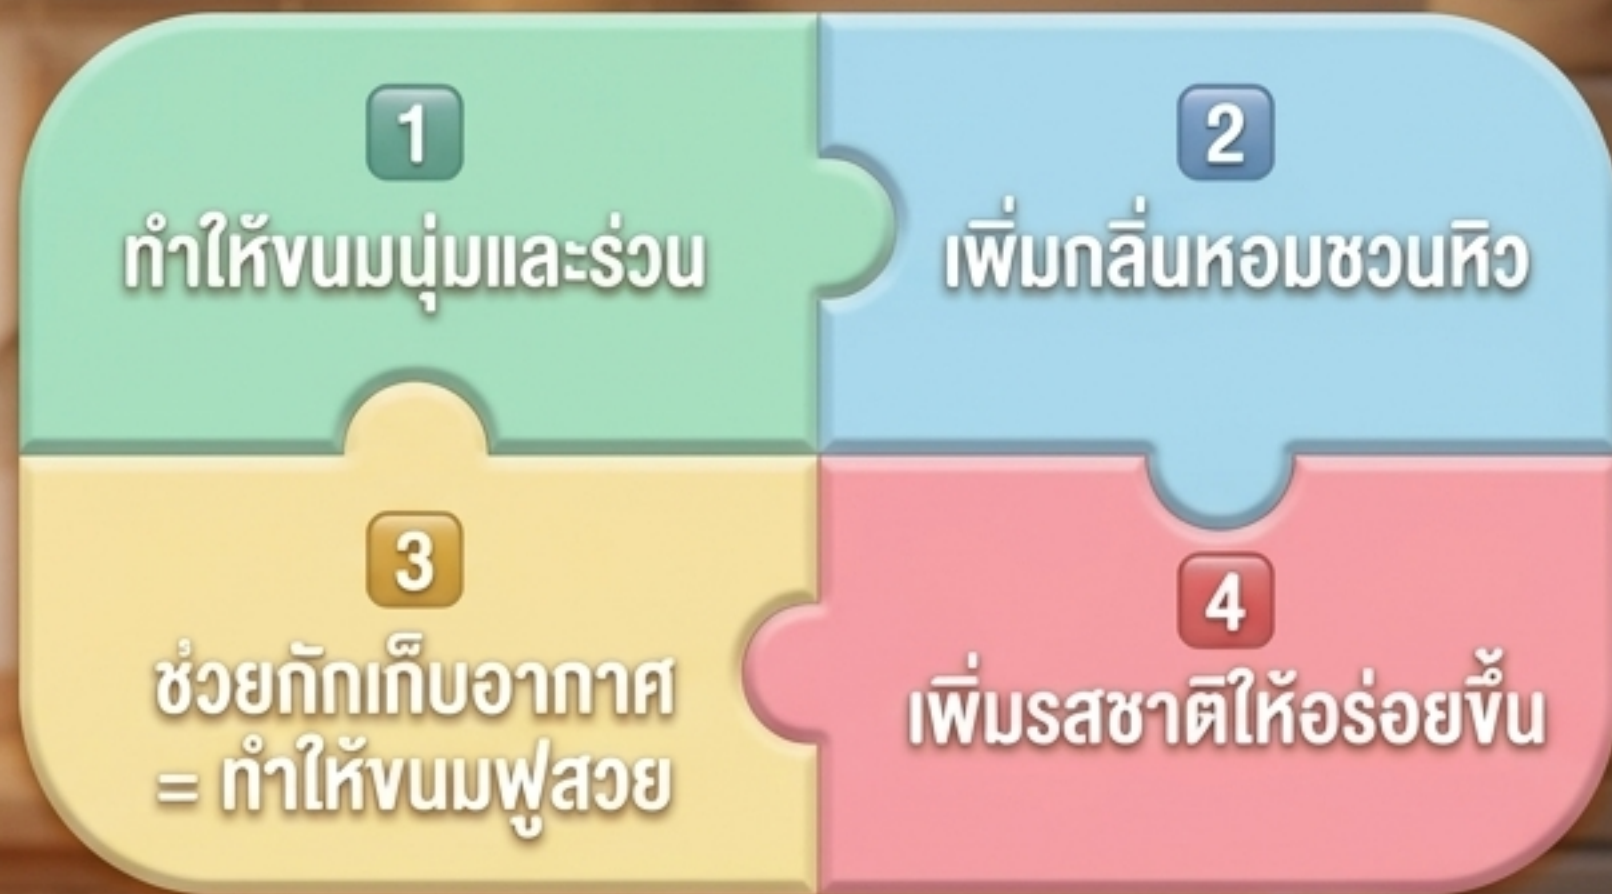 1
ทำให้ขนมนุ่มและร่วน
2
เพิ่มกลิ่นหอมชวนหิว
3
ช่วยกักเก็บอากาศ
= ทำให้ขนมฟูสวย
4
เพิ่มรสชาติให้อร่อยขึ้น